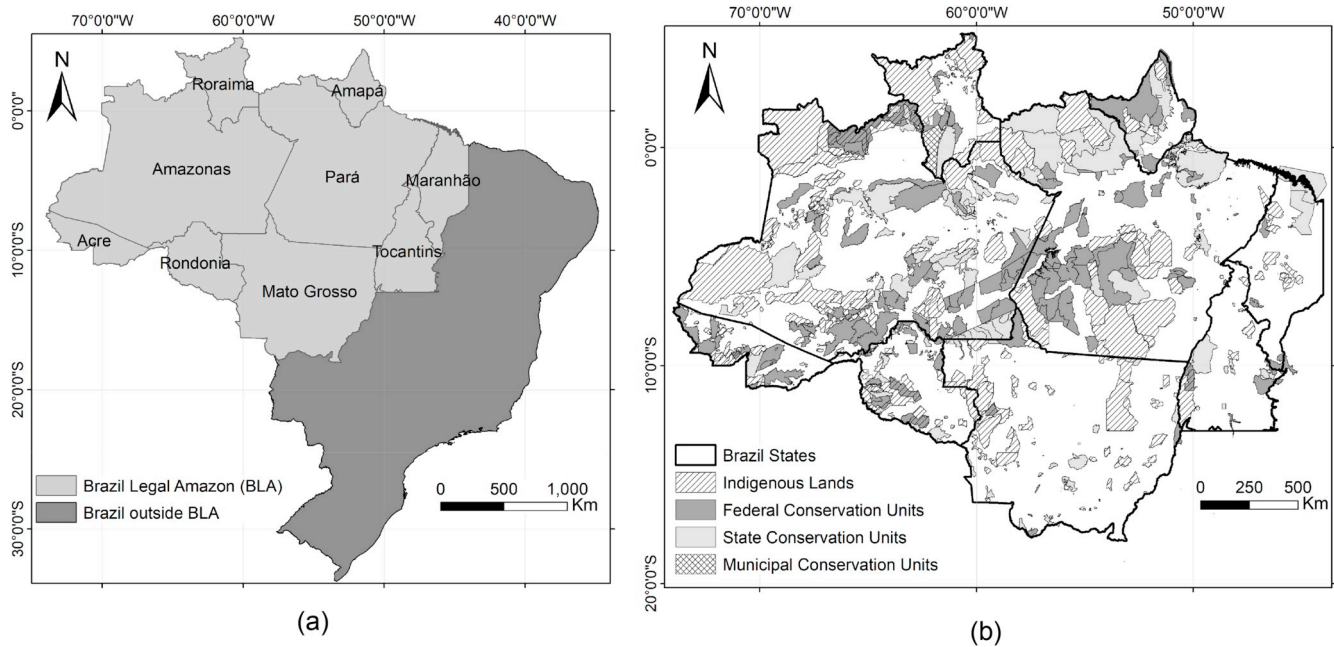 70°0'0"W 60°0'0"W 50°0'0"W 40°0'0"W
N
0°0'0"
10°0'0"S
20°0'0"S
30°0'0"S
Roraima
Amapá
Amazonas
Pará
Maranhão
Acre
Rondonia
Tocantins
Mato Grosso
Brazil Legal Amazon (BLA)
Brazil outside BLA
0 500 1,000
Km
(a)
70°0'0"W 60°0'0"W 50°0'0"W
N
0°0'0"
10°0'0"S
20°0'0"S
Brazil States
Indigenous Lands
Federal Conservation Units
State Conservation Units
Municipal Conservation Units
0 250 500
Km
(b)